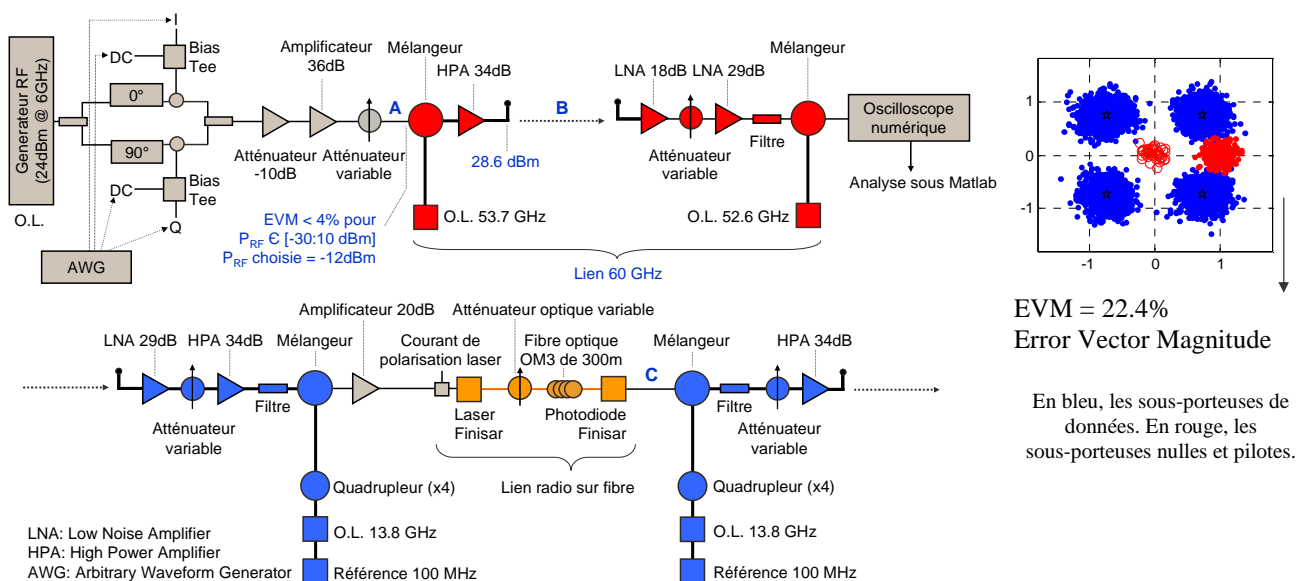 Generateur RF
(24dBm @ 6GHz)
O.L.
I
DC
Bias
Tee
0°
90°
DC
Bias
Tee
Q
AWG
Amplificateur
36dB
Atténuateur
-10dB
Atténuateur
variable
A
Mélangeur
HPA 34dB
28.6 dBm
EVM < 4% pour
P_RF Є [-30:10 dBm]
P_RF choisie = -12dBm
O.L. 53.7 GHz
B
LNA 18dB
LNA 29dB
Atténuateur
variable
Filtre
Mélangeur
Oscilloscope
numérique
Analyse sous Matlab
O.L. 52.6 GHz
Lien 60 GHz
1
0
-1
-1
0
1
EVM = 22.4%
Error Vector Magnitude
En bleu, les sous-porteuses de
données. En rouge, les
sous-porteuses nulles et pilotes.
LNA 29dB
HPA 34dB
Atténuateur
variable
Filtre
Mélangeur
Amplificateur 20dB
Courant de
polarisation laser
Atténuateur optique variable
Fibre optique
OM3 de 300m
Laser
Finisar
Photodiode
Finisar
Lien radio sur fibre
C
Mélangeur
Filtre
Atténuateur
variable
HPA 34dB
Quadrupleur (x4)
O.L. 13.8 GHz
Référence 100 MHz
Quadrupleur (x4)
O.L. 13.8 GHz
Référence 100 MHz
LNA: Low Noise Amplifier
HPA: High Power Amplifier
AWG: Arbitrary Waveform Generator